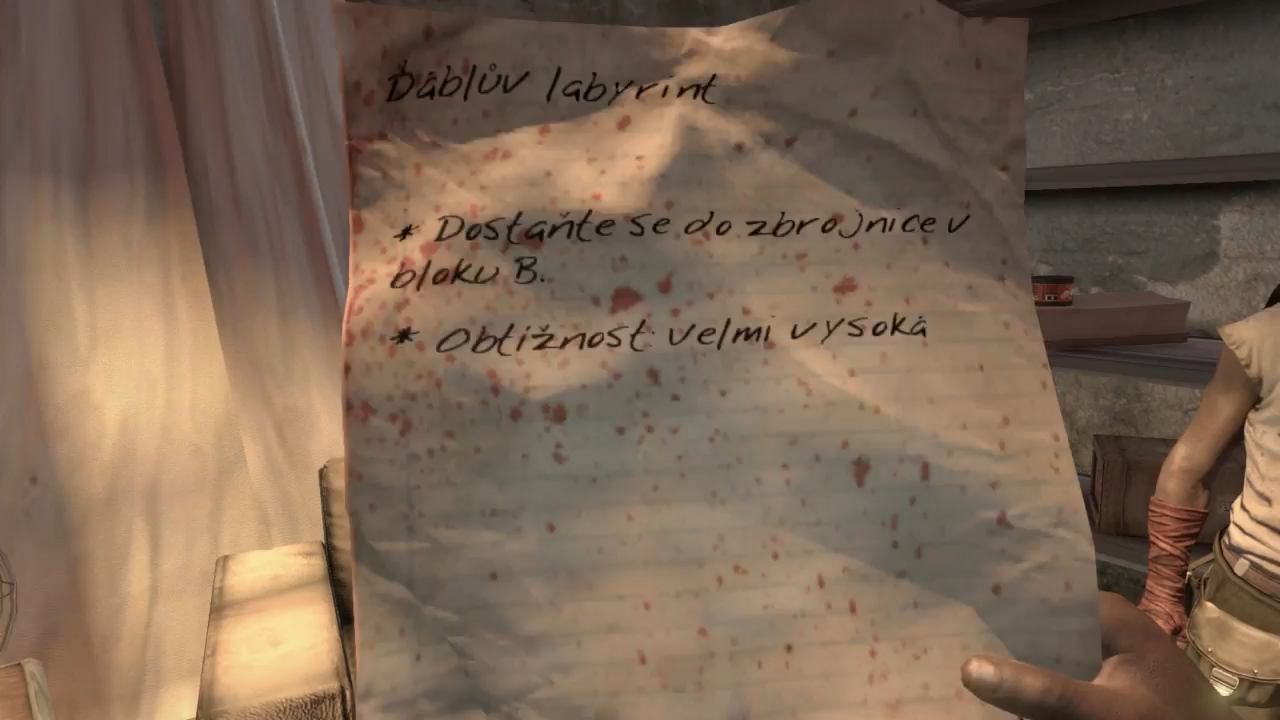 Ďáblův labyrint
* Dostaňte se do zbrojnice v
bloku B.
* Obtížnost: velmi vysoká